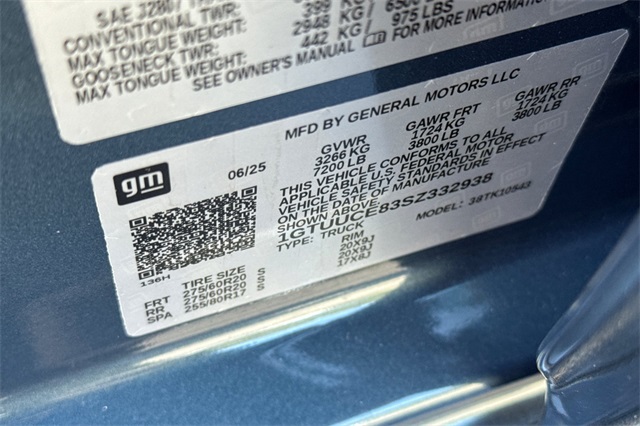 SAE J2807
CONVENTIONAL TWR: 2948 KG / 6500
MAX TONGUE WEIGHT:
GOOSENECK TWR:
MAX TONGUE WEIGHT: 442 KG / 975 LBS
SEE OWNER'S MANUAL FOR MORE INFORMATION
MFD BY GENERAL MOTORS LLC
gm
06/25
GVWR GAWR FRT GAWR RR
3266 KG 1724 KG 1724 KG
7200 LB 3800 LB 3800 LB
THIS VEHICLE CONFORMS TO ALL
APPLICABLE U.S. FEDERAL MOTOR
VEHICLE SAFETY STANDARDS IN EFFECT
ON THE DATE OF MANUFACTURE
SHOWN ABOVE.
1GTUUCE83SZ332938
TYPE: TRUCK MODEL: 38TK10543
136H
TIRE SIZE RIM
FRT 275/60R20 S 20X9J
RR 275/60R20 S 20X9J
SPA 255/80R17 S 17X8J